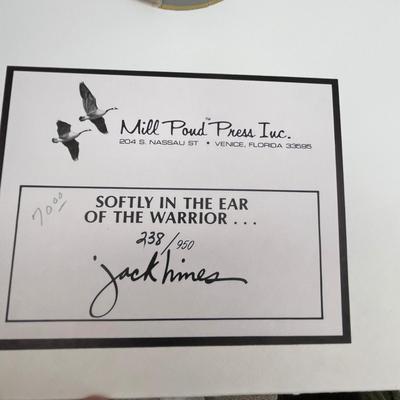 Mill Pond™ Press Inc.
204 S. NASSAU ST • VENICE, FLORIDA 33595
70⁰⁰
SOFTLY IN THE EAR
OF THE WARRIOR . . .
238/950
jack hines